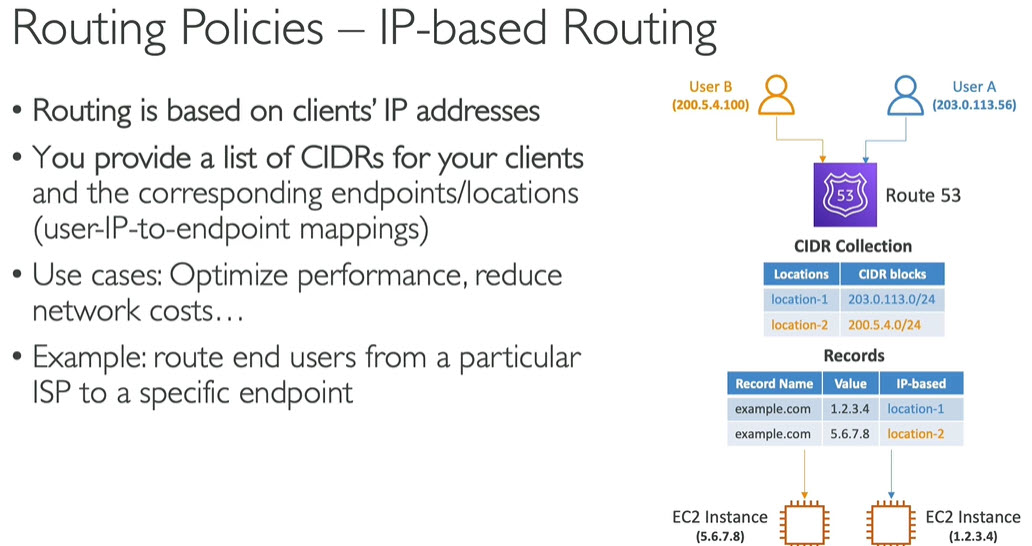 Routing Policies – IP-based Routing
• Routing is based on clients' IP addresses
• You provide a list of CIDRs for your clients
and the corresponding endpoints/locations
(user-IP-to-endpoint mappings)
• Use cases: Optimize performance, reduce
network costs…
• Example: route end users from a particular
ISP to a specific endpoint
User B
(200.5.4.100)
User A
(203.0.113.56)
53
Route 53
CIDR Collection
Locations CIDR blocks
location-1 203.0.113.0/24
location-2 200.5.4.0/24
Records
Record Name Value IP-based
example.com 1.2.3.4 location-1
example.com 5.6.7.8 location-2
EC2 Instance
(5.6.7.8)
EC2 Instance
(1.2.3.4)